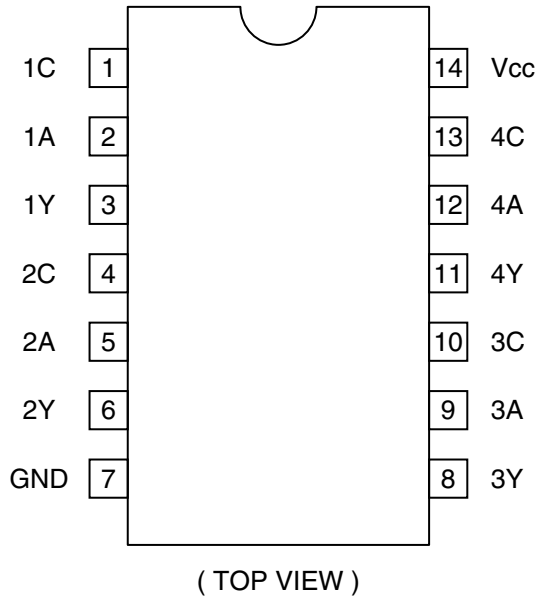 1C 1 14 Vcc
1A 2 13 4C
1Y 3 12 4A
2C 4 11 4Y
2A 5 10 3C
2Y 6 9 3A
GND 7 8 3Y
( TOP VIEW )